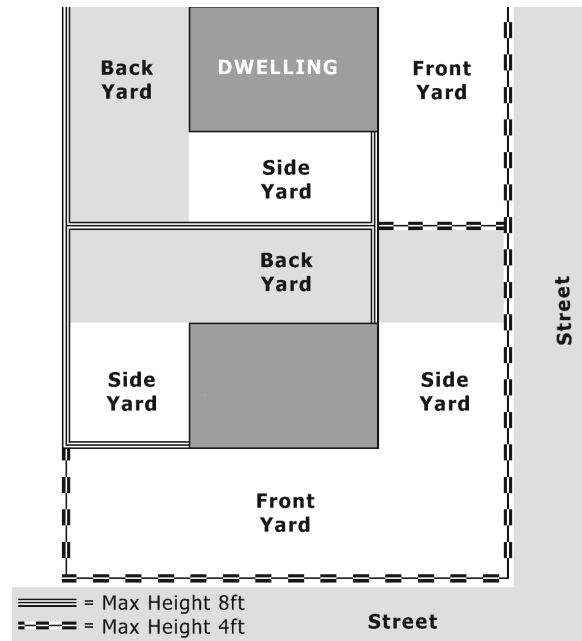 Back
Yard
DWELLING
Front
Yard
Side
Yard
Back
Yard
Street
Side
Yard
Side
Yard
Front
Yard
= Max Height 8ft
= Max Height 4ft
Street